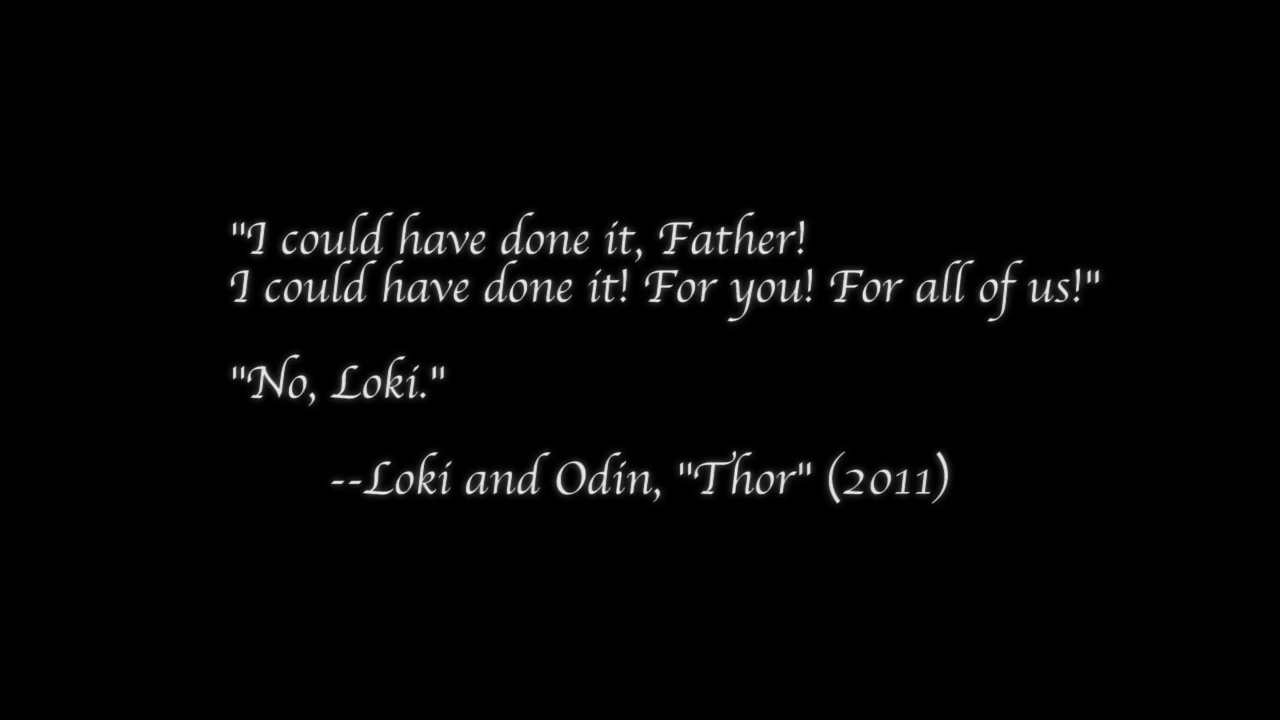 "I could have done it, Father!
I could have done it! For you! For all of us!"
"No, Loki."
--Loki and Odin, "Thor" (2011)